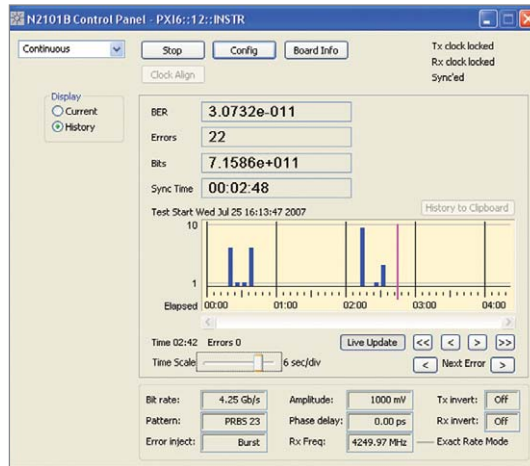 N2101B Control Panel - PXI6::12::INSTR
Continuous
Stop
Config
Board Info
Clock Align
Tx clock locked
Rx clock locked
Sync'ed
Display
Current
History
BER 3.0732e-011
Errors 22
Bits 7.1586e+011
Sync Time 00:02:48
Test Start Wed Jul 25 16:13:47 2007
History to Clipboard
10
1
Elapsed 00:00 01:00 02:00 03:00 04:00
Time 02:42 Errors 0
Live Update << < > >>
Time Scale 6 sec/div
< Next Error >
Bit rate: 4.25 Gb/s Amplitude: 1000 mV Tx invert: Off
Pattern: PRBS 23 Phase delay: 0.00 ps Rx invert: Off
Error inject: Burst Rx Freq: 4249.97 MHz Exact Rate Mode